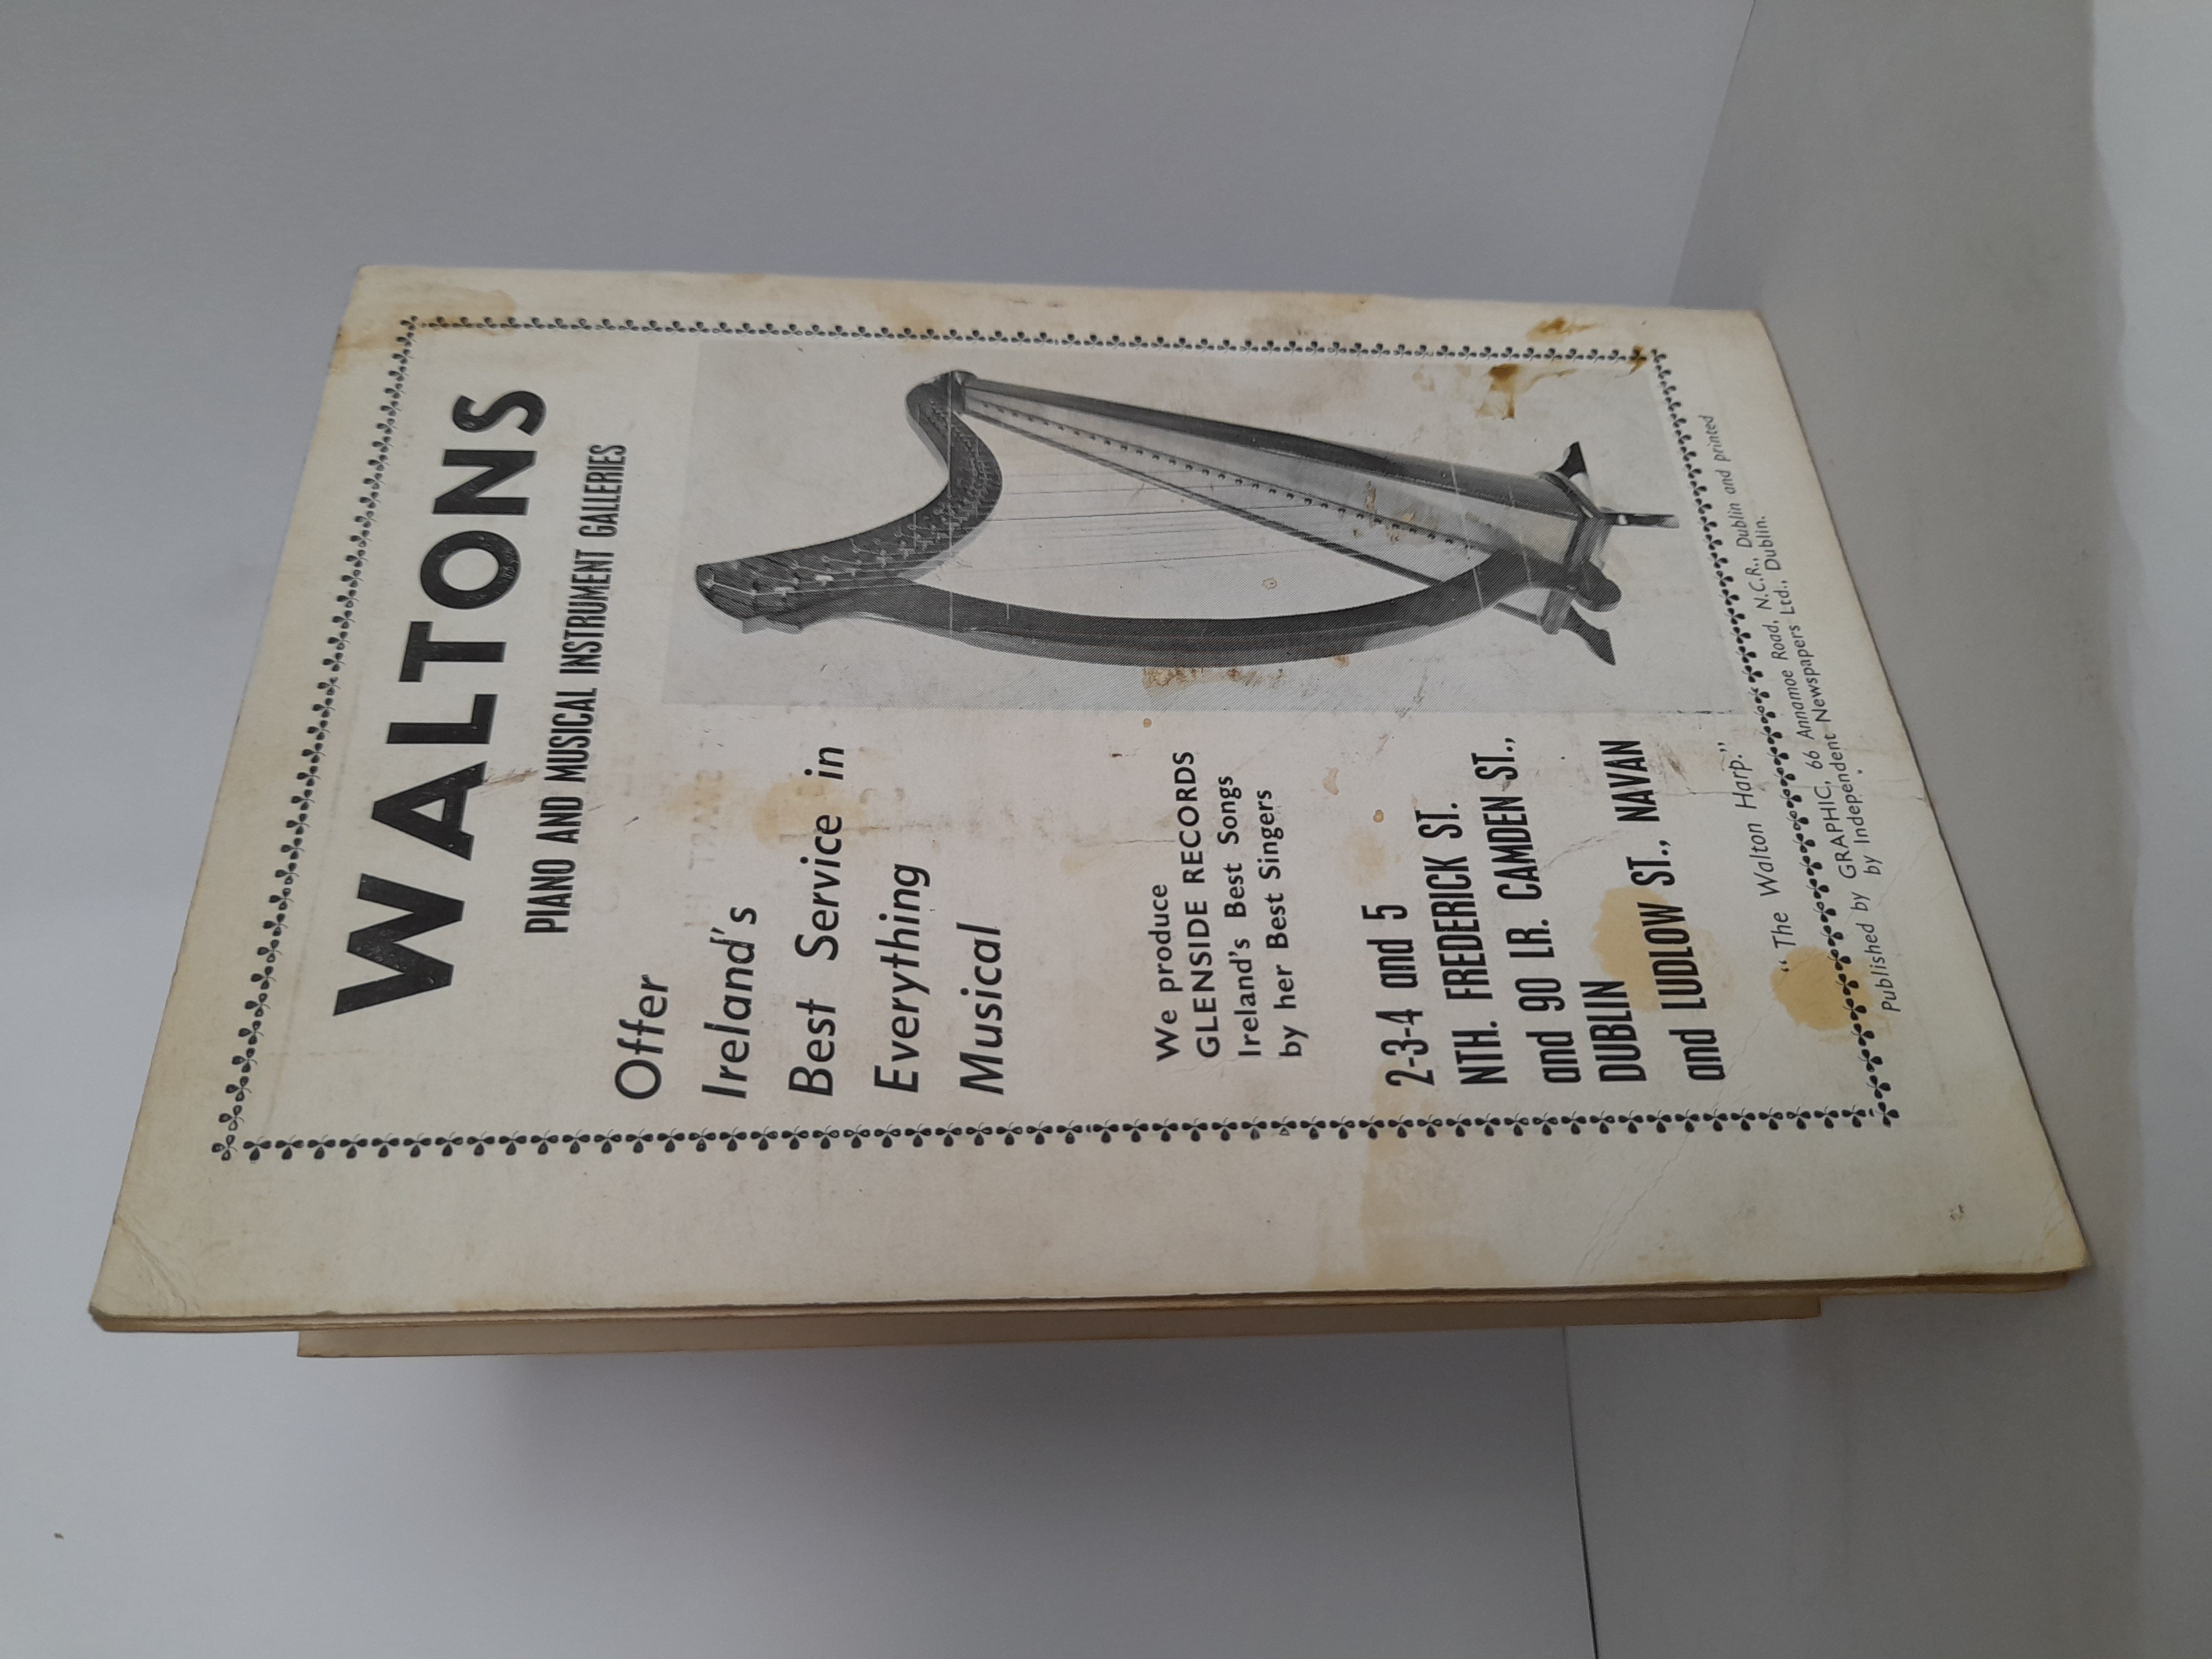 WALTONS
PIANO AND MUSICAL INSTRUMENT GALLERIES
Offer
Ireland's
Best Service in
Everything
Musical
We produce
GLENSIDE RECORDS
Ireland's Best Songs
by her Best Singers
2-3-4 and 5
NTH. FREDERICK ST.
and 90 LR. CAMDEN ST.,
DUBLIN
and LUDLOW ST., NAVAN
“The Walton Harp.”
Published by GRAPHIC, 66 Annamoe Road, N.C.R., Dublin and printed
by Independent Newspapers Ltd., Dublin.